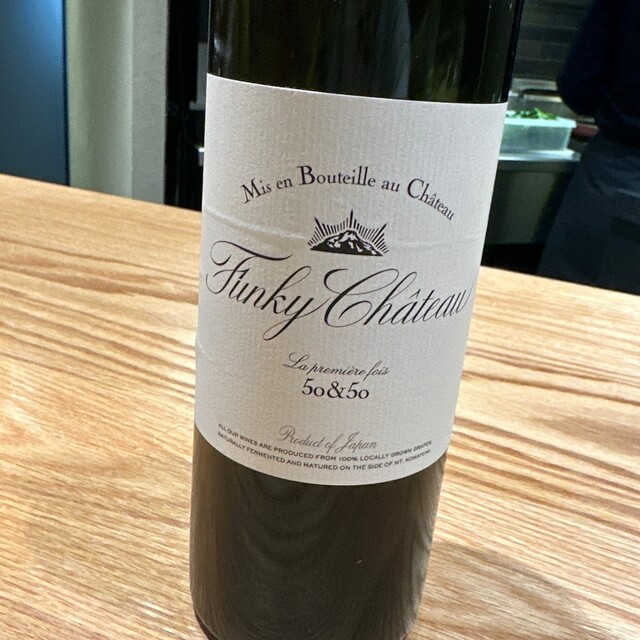 Mis en Bouteille au Château
Funky Château
La première fois
50&50
Product of Japan
ALL OUR WINES ARE PRODUCED FROM 100% LOCALLY GROWN GRAPES
NATURALLY FERMENTED AND MATURED ON THE SIDE OF MT. KOMAYUMI.